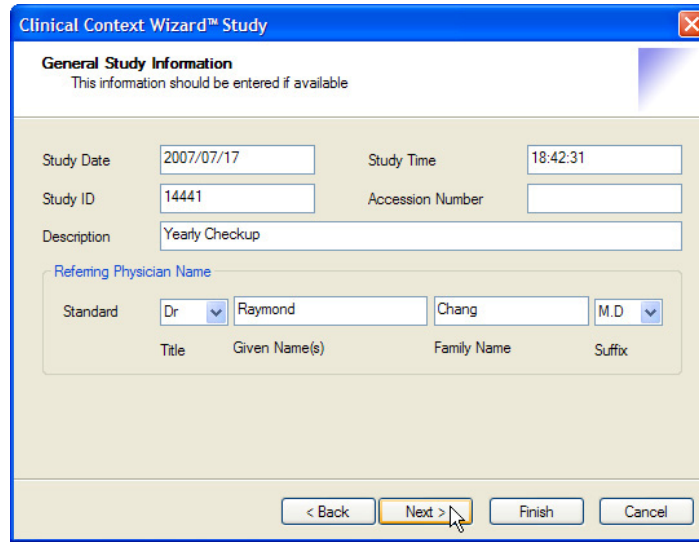 Clinical Context Wizard™ Study
General Study Information
This information should be entered if available
Study Date 2007/07/17 Study Time 18:42:31
Study ID 14441 Accession Number
Description Yearly Checkup
Referring Physician Name
Standard Dr Raymond Chang M.D
Title Given Name(s) Family Name Suffix
< Back Next > Finish Cancel